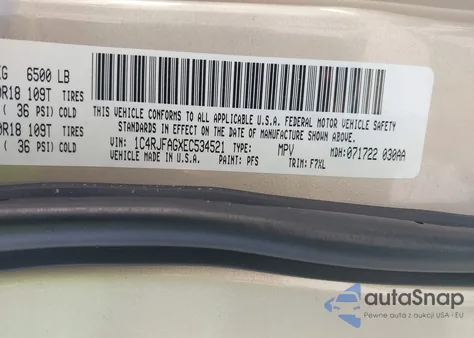 KG 6500 LB
0R18 109T TIRES
( 36 PSI) COLD
0R18 109T TIRES
( 36 PSI) COLD
THIS VEHICLE CONFORMS TO ALL APPLICABLE U.S.A. FEDERAL MOTOR VEHICLE SAFETY
STANDARDS IN EFFECT ON THE DATE OF MANUFACTURE SHOWN ABOVE.
VIN: 1C4RJFAGXEC534521 TYPE: MPV MDH: 071722 030AA
VEHICLE MADE IN U.S.A. PAINT: PFS TRIM: F7XL
autoSnap
Pewne auta z aukcji USA - EU